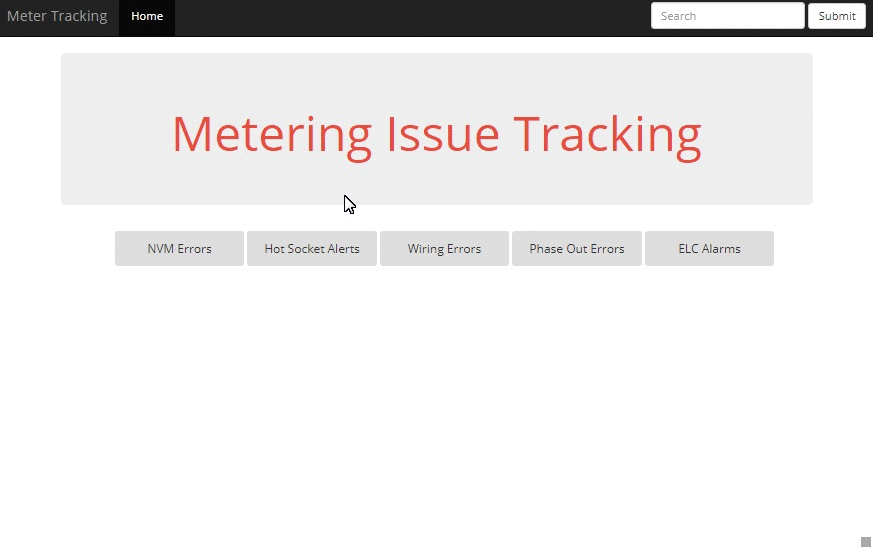 Meter Tracking Home Search Submit
Metering Issue Tracking
NVM Errors Hot Socket Alerts Wiring Errors Phase Out Errors ELC Alarms